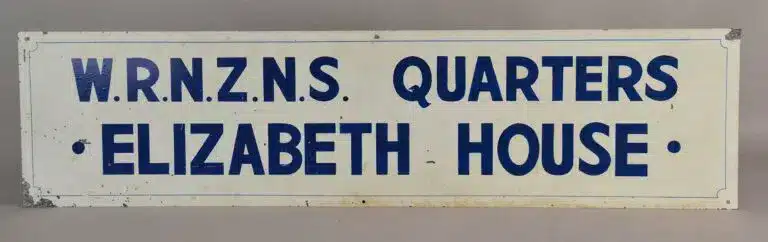 W.R.N.Z.N.S. QUARTERS
• ELIZABETH HOUSE •